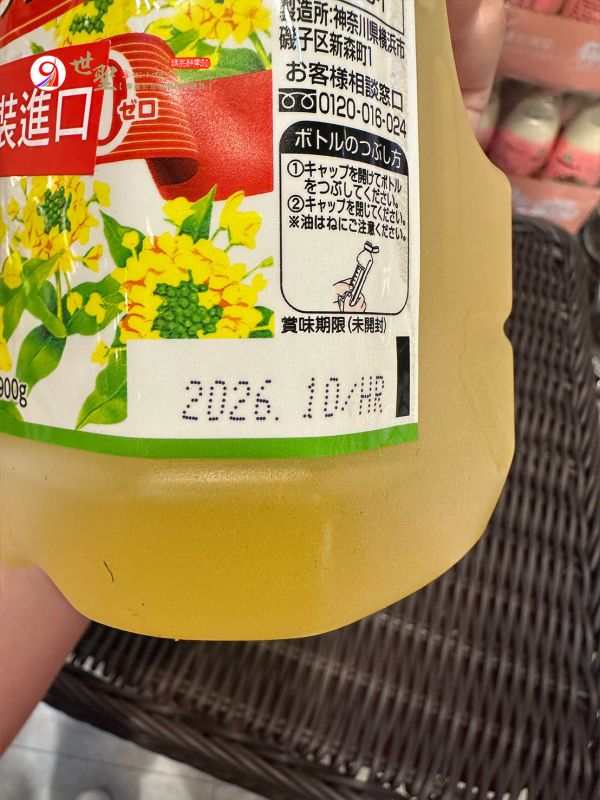 製造所:神奈川県横浜市
磯子区新森町1
お客様相談窓口
0120-016-024
世聖
裝進口
ゼロ
ボトルのつぶし方
①キャップを開けてボトル
をつぶしてください。
②キャップを閉じてください。
※油はねにご注意ください。
賞味期限(未開封)
900g
2026. 10/HR